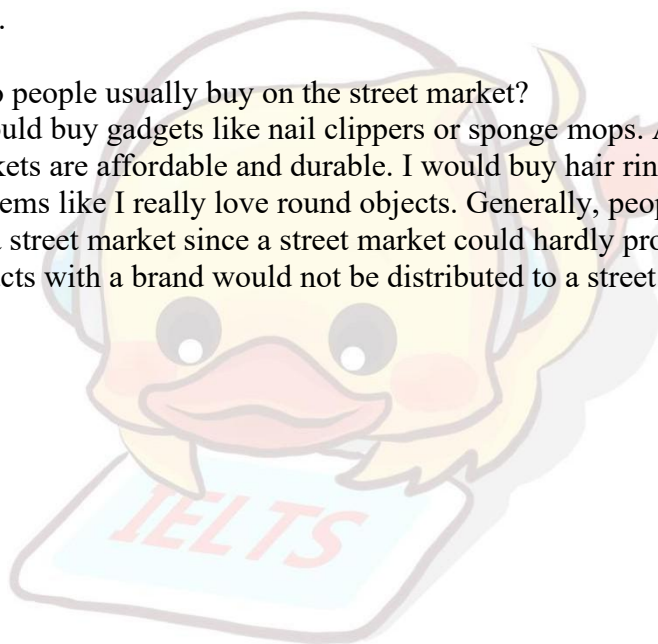 .
people usually buy on the street market?
uld buy gadgets like nail clippers or sponge mops.
kets are affordable and durable. I would buy hair rin
ems like I really love round objects. Generally, peop
street market since a street market could hardly pro
cts with a brand would not be distributed to a street
IELTS